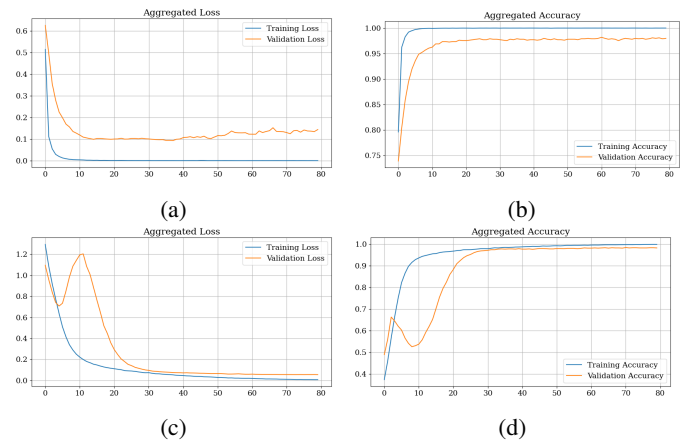 Aggregated Loss
Training Loss
Validation Loss
0.6
0.5
0.4
0.3
0.2
0.1
0.0
0 10 20 30 40 50 60 70 80
(a)
Aggregated Accuracy
1.00
0.95
0.90
0.85
0.80
0.75
Training Accuracy
Validation Accuracy
0 10 20 30 40 50 60 70 80
(b)
Aggregated Loss
Training Loss
Validation Loss
1.2
1.0
0.8
0.6
0.4
0.2
0.0
0 10 20 30 40 50 60 70 80
(c)
Aggregated Accuracy
1.0
0.9
0.8
0.7
0.6
0.5
0.4
Training Accuracy
Validation Accuracy
0 10 20 30 40 50 60 70 80
(d)